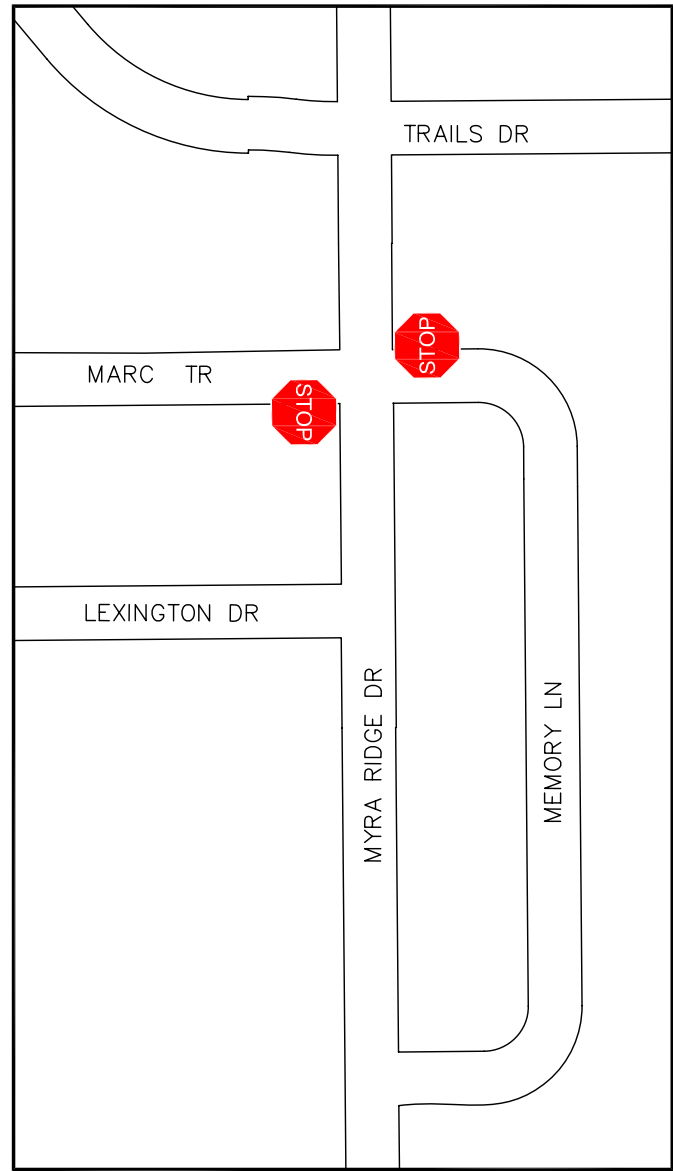 TRAILS DR
STOP
MARC TR
STOP
LEXINGTON DR
MYRA RIDGE DR
MEMORY LN